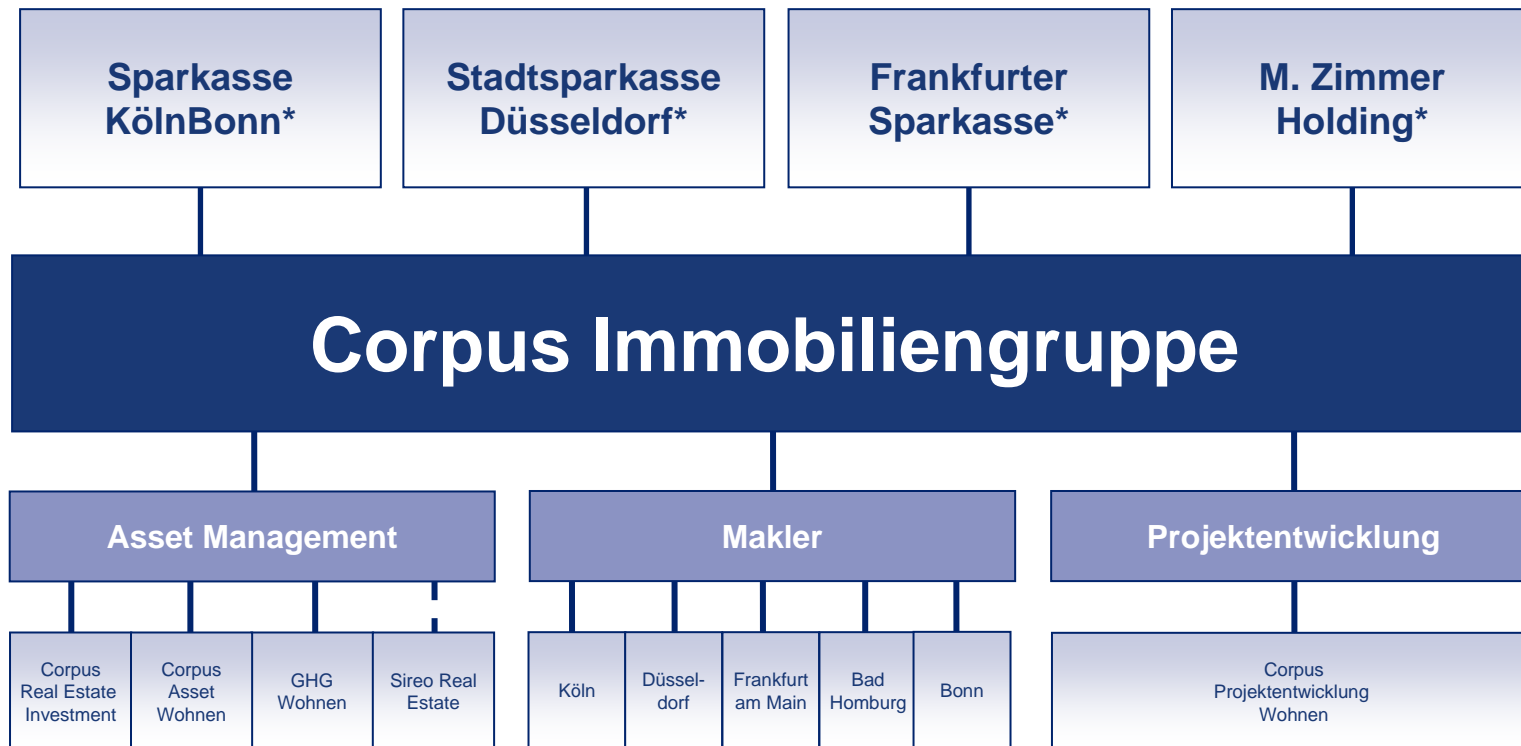 Sparkasse
KölnBonn*
Stadtsparkasse
Düsseldorf*
Frankfurter
Sparkasse*
M. Zimmer
Holding*
Corpus Immobiliengruppe
Asset Management
Makler
Projektentwicklung
Corpus
Real Estate
Investment
Corpus
Asset
Wohnen
GHG
Wohnen
Sireo Real
Estate
Köln
Düssel-
dorf
Frankfurt
am Main
Bad
Homburg
Bonn
Corpus
Projektentwicklung
Wohnen